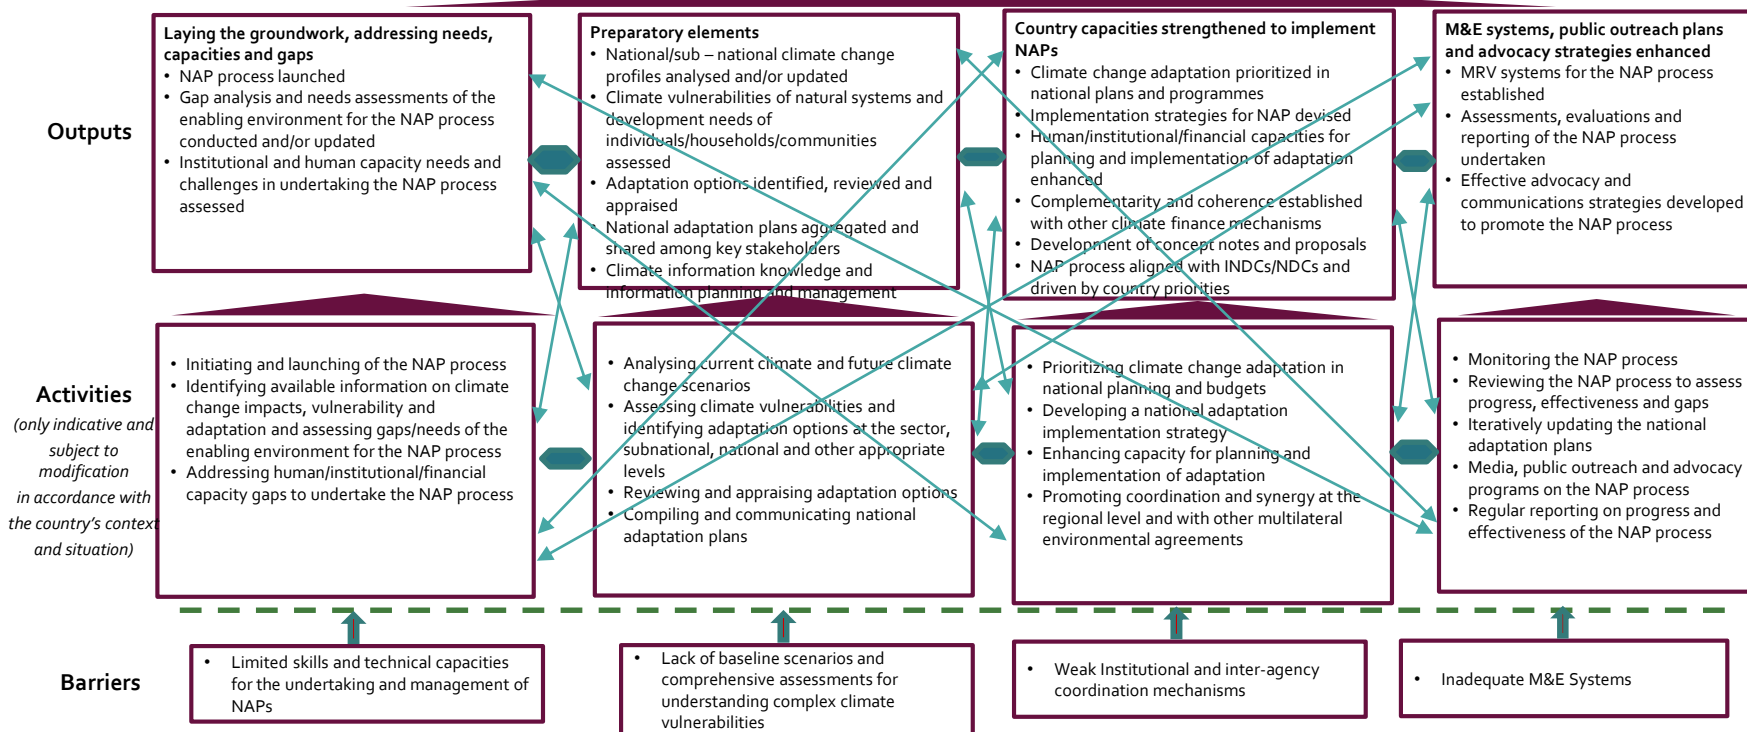 Outputs
Laying the groundwork, addressing needs,
capacities and gaps
• NAP process launched
• Gap analysis and needs assessments of the
enabling environment for the NAP process
conducted and/or updated
• Institutional and human capacity needs and
challenges in undertaking the NAP process
assessed
Preparatory elements
• National/sub – national climate change
profiles analysed and/or updated
• Climate vulnerabilities of natural systems and
development needs of
individuals/households/communities
assessed
• Adaptation options identified, reviewed and
appraised
• National adaptation plans aggregated and
shared among key stakeholders
• Climate information knowledge and
information planning and management
Country capacities strengthened to implement
NAPs
• Climate change adaptation prioritized in
national plans and programmes
• Implementation strategies for NAP devised
• Human/institutional/financial capacities for
planning and implementation of adaptation
enhanced
• Complementarity and coherence established
with other climate finance mechanisms
• Development of concept notes and proposals
• NAP process aligned with INDCs/NDCs and
driven by country priorities
M&E systems, public outreach plans
and advocacy strategies enhanced
• MRV systems for the NAP process
established
• Assessments, evaluations and
reporting of the NAP process
undertaken
• Effective advocacy and
communications strategies developed
to promote the NAP process
Activities
(only indicative and
subject to
modification
in accordance with
the country's context
and situation)
• Initiating and launching of the NAP process
• Identifying available information on climate
change impacts, vulnerability and
adaptation and assessing gaps/needs of the
enabling environment for the NAP process
• Addressing human/institutional/financial
capacity gaps to undertake the NAP process
• Analysing current climate and future climate
change scenarios
• Assessing climate vulnerabilities and
identifying adaptation options at the sector,
subnational, national and other appropriate
levels
• Reviewing and appraising adaptation options
• Compiling and communicating national
adaptation plans
• Prioritizing climate change adaptation in
national planning and budgets
• Developing a national adaptation
implementation strategy
• Enhancing capacity for planning and
implementation of adaptation
• Promoting coordination and synergy at the
regional level and with other multilateral
environmental agreements
• Monitoring the NAP process
• Reviewing the NAP process to assess
progress, effectiveness and gaps
• Iteratively updating the national
adaptation plans
• Media, public outreach and advocacy
programs on the NAP process
• Regular reporting on progress and
effectiveness of the NAP process
Barriers
• Limited skills and technical capacities
for the undertaking and management of
NAPs
• Lack of baseline scenarios and
comprehensive assessments for
understanding complex climate
vulnerabilities
• Weak Institutional and inter-agency
coordination mechanisms
• Inadequate M&E Systems